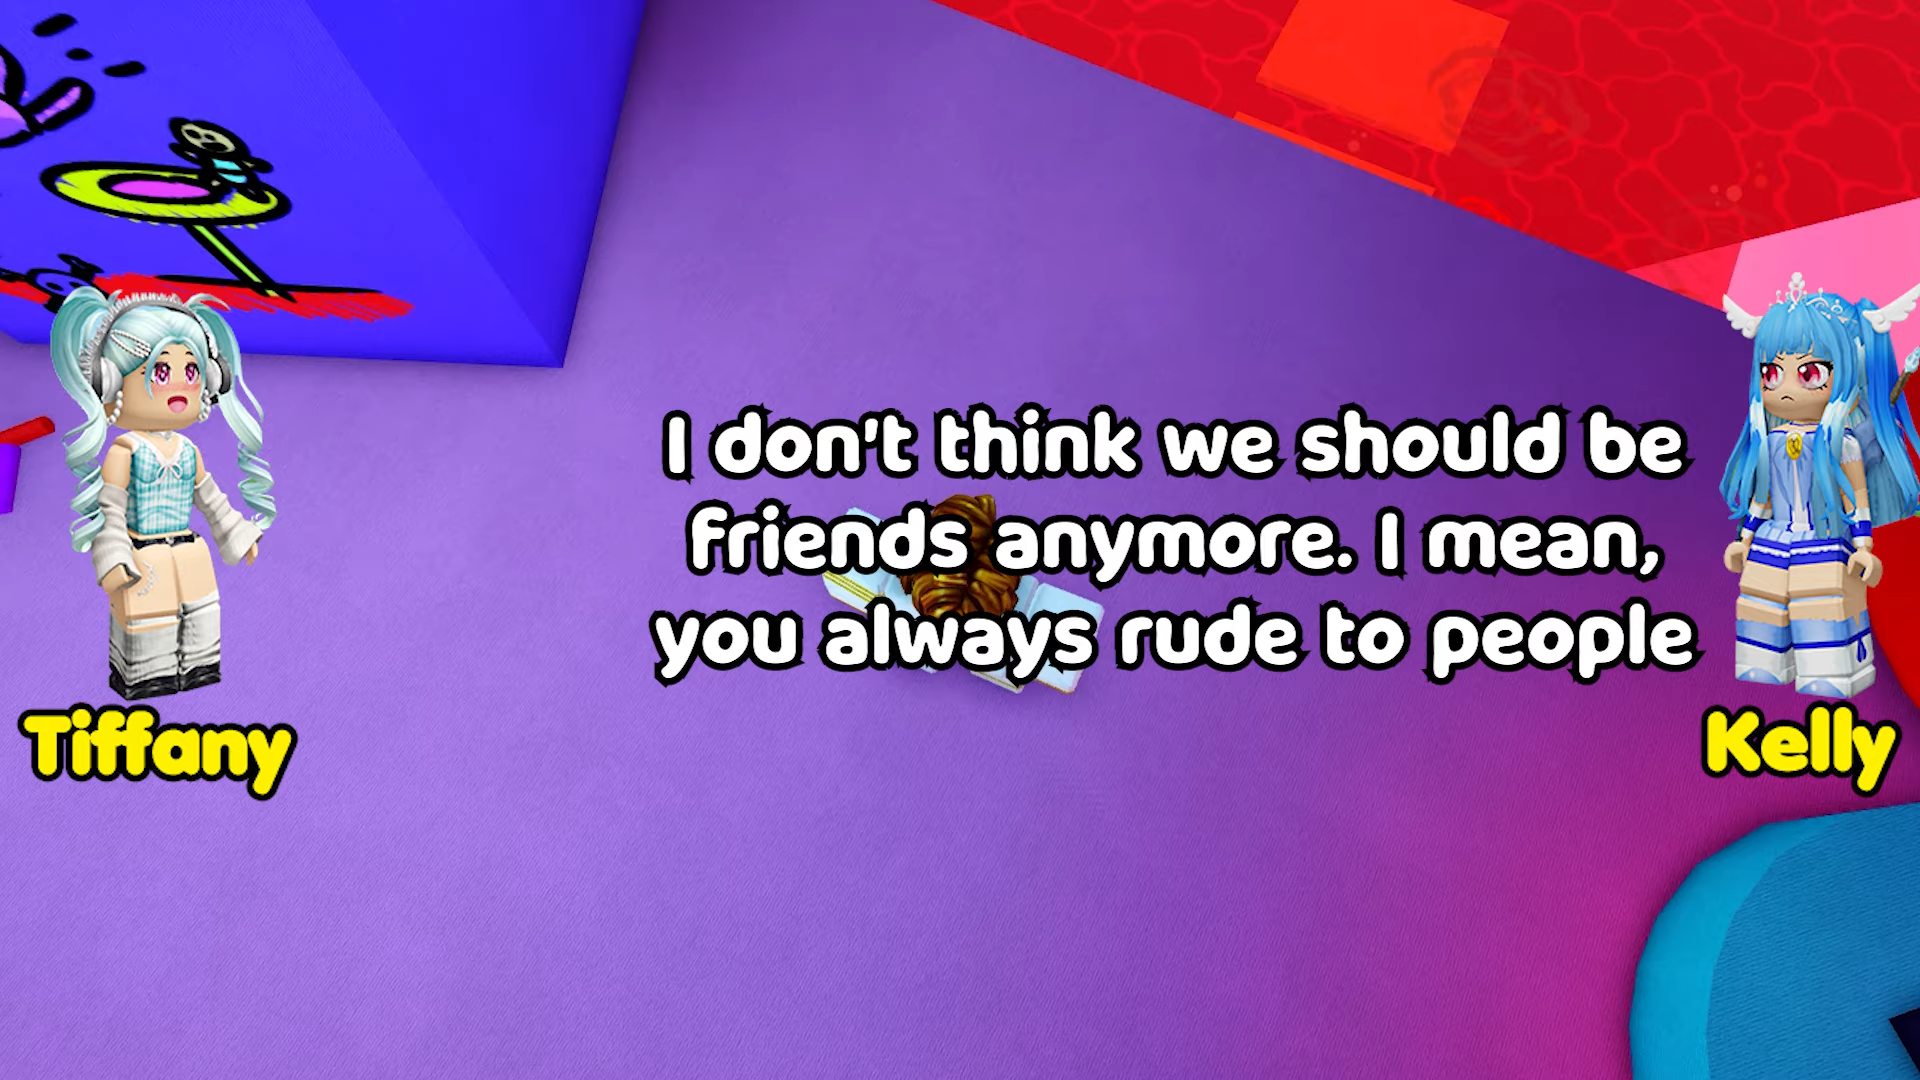 I don't think we should be
friends anymore. I mean,
you always rude to people
Tiffany
Kelly